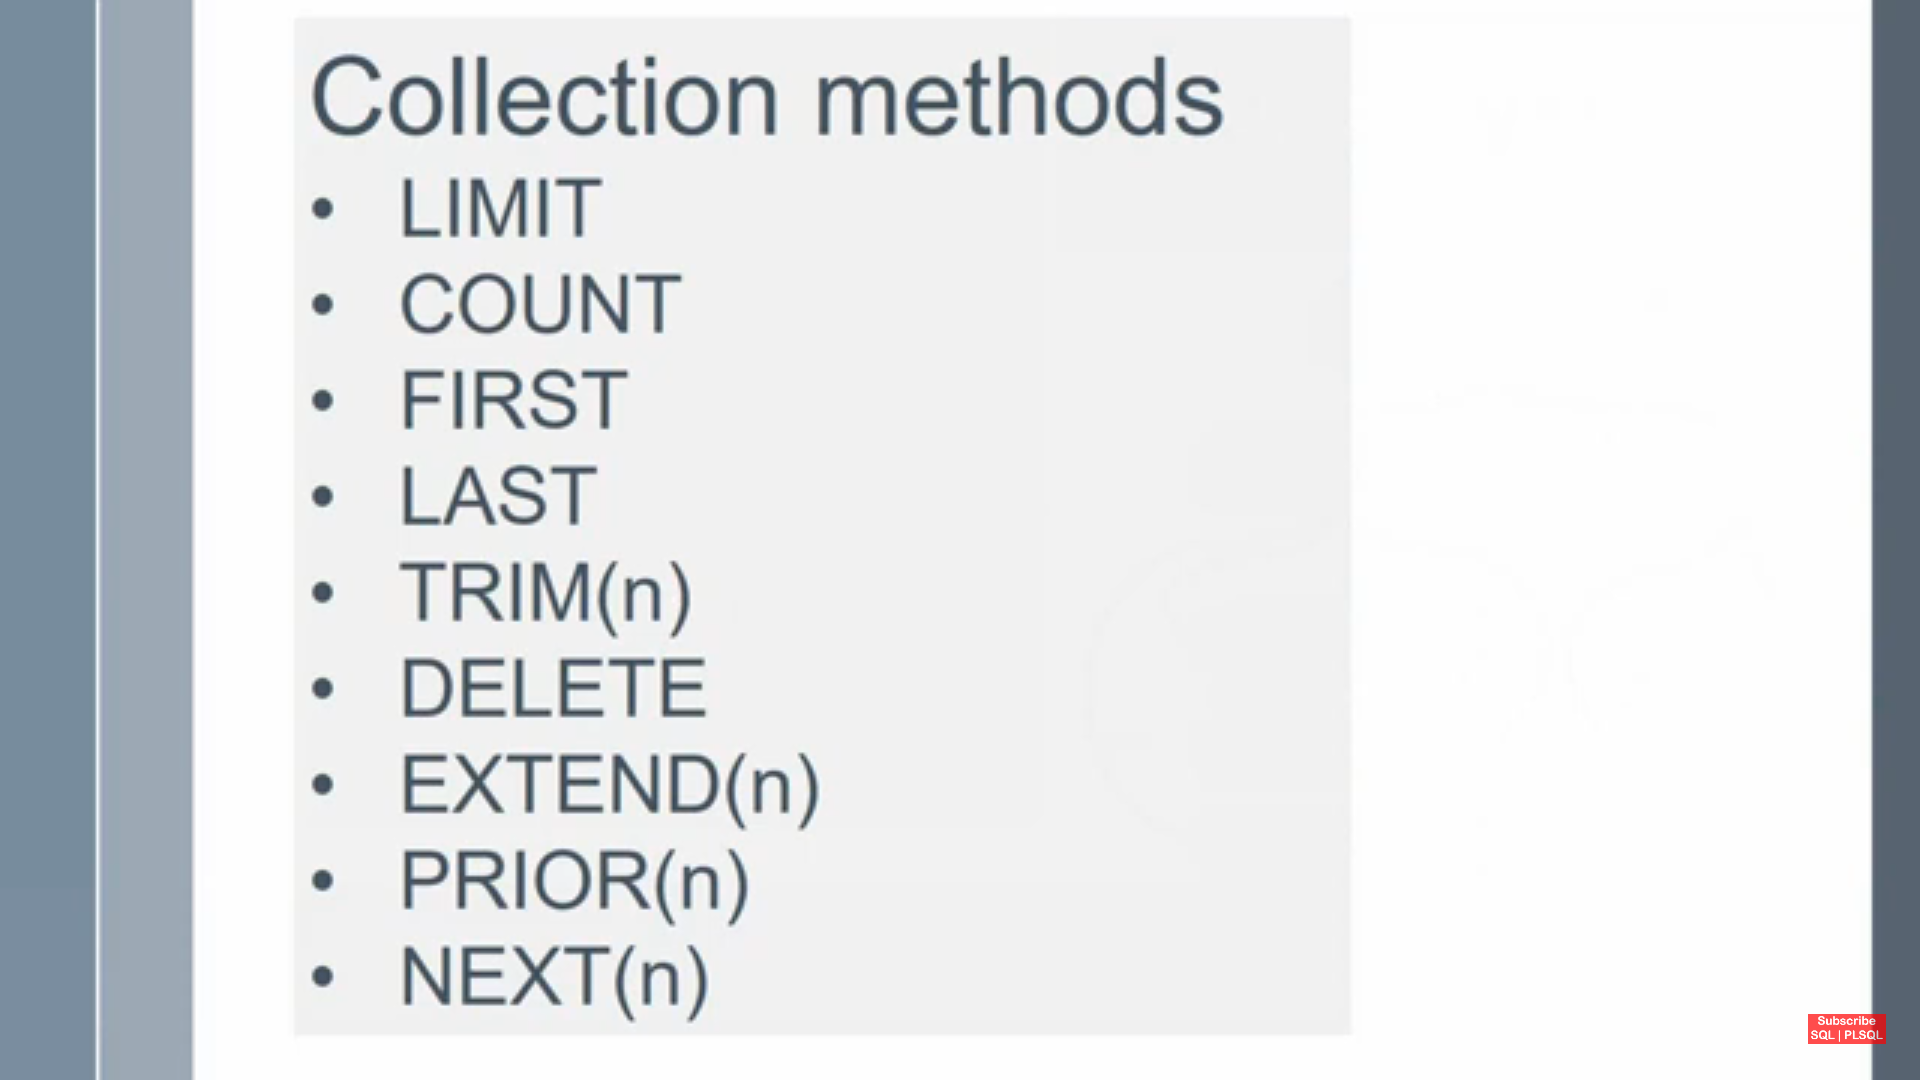 Collection methods
• LIMIT
• COUNT
• FIRST
• LAST
• TRIM(n)
• DELETE
• EXTEND(n)
• PRIOR(n)
• NEXT(n)
Subscribe
SQL | PLSQL